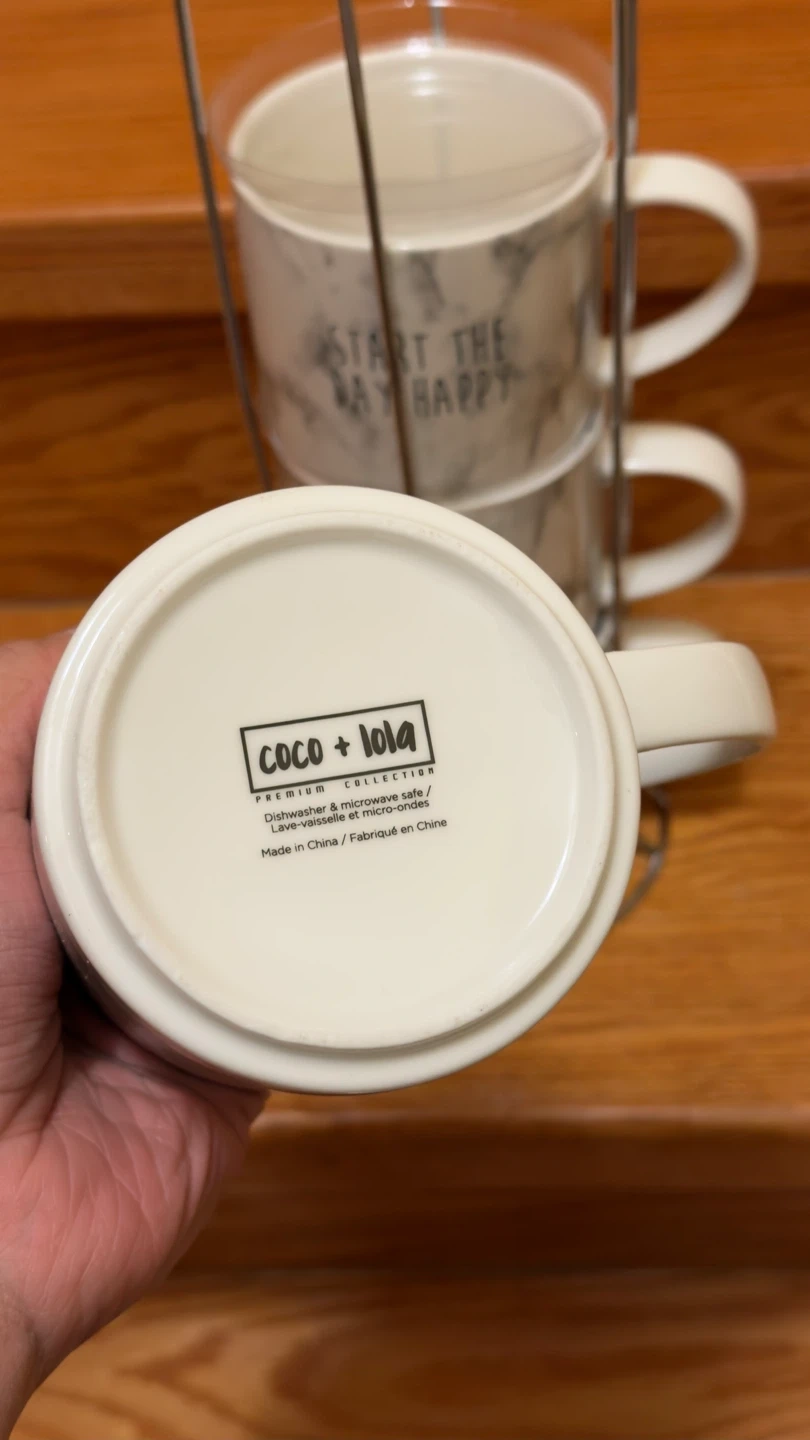 START THE
DAY HAPPY
coco + lola
PREMIUM COLLECTION
Dishwasher & microwave safe /
Lave-vaisselle et micro-ondes
Made in China / Fabriqué en Chine